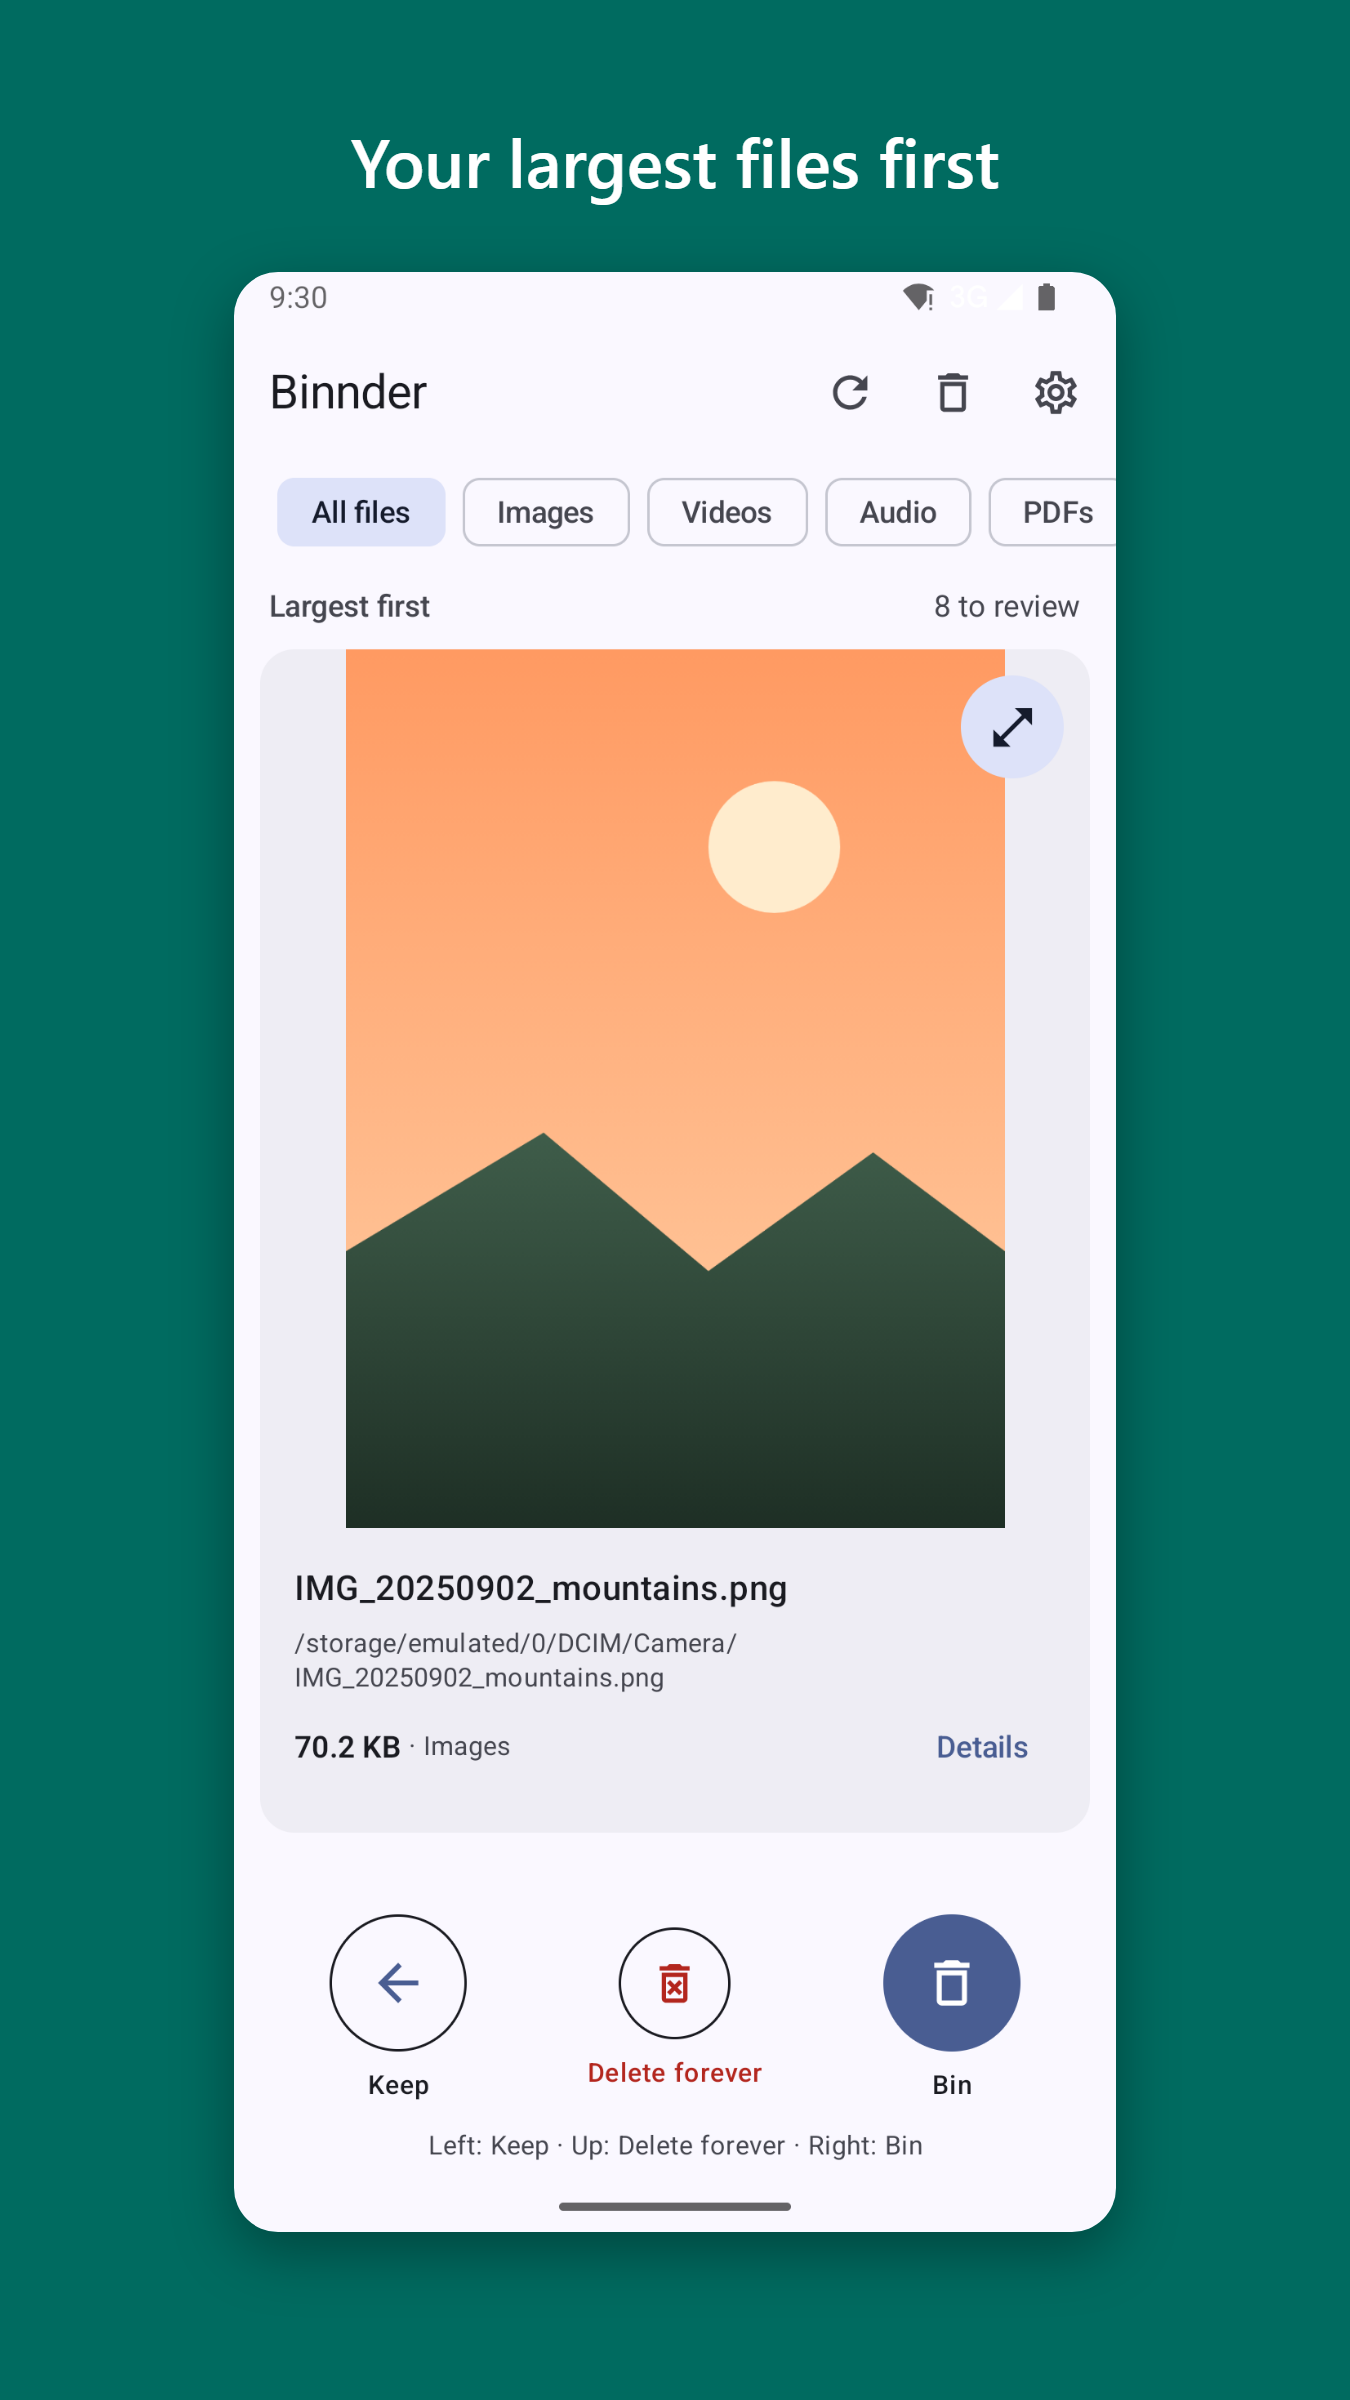 Your largest files first
9:30
3G
Binnder
All files
Images
Videos
Audio
PDFs
Largest first
8 to review
IMG_20250902_mountains.png
/storage/emulated/0/DCIM/Camera/
IMG_20250902_mountains.png
70.2 KB · Images
Details
Keep
Delete forever
Bin
Left: Keep · Up: Delete forever · Right: Bin